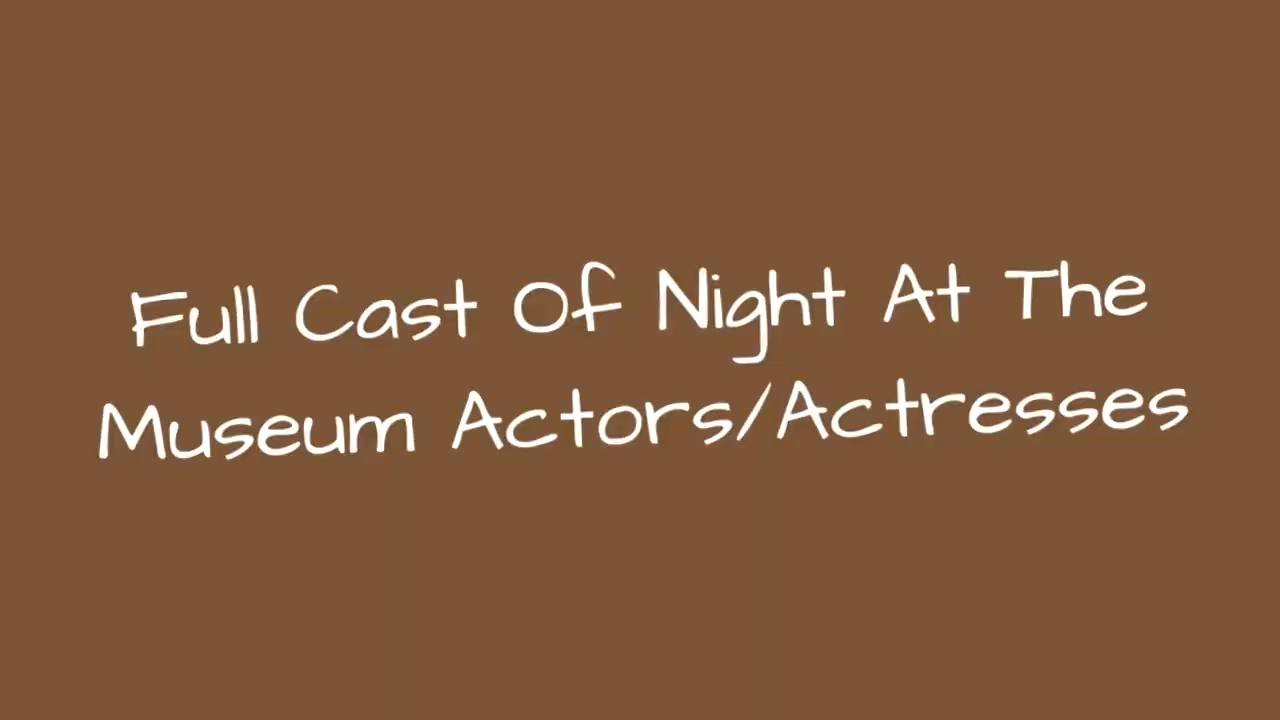 Full Cast Of Night At The
Museum Actors/Actresses